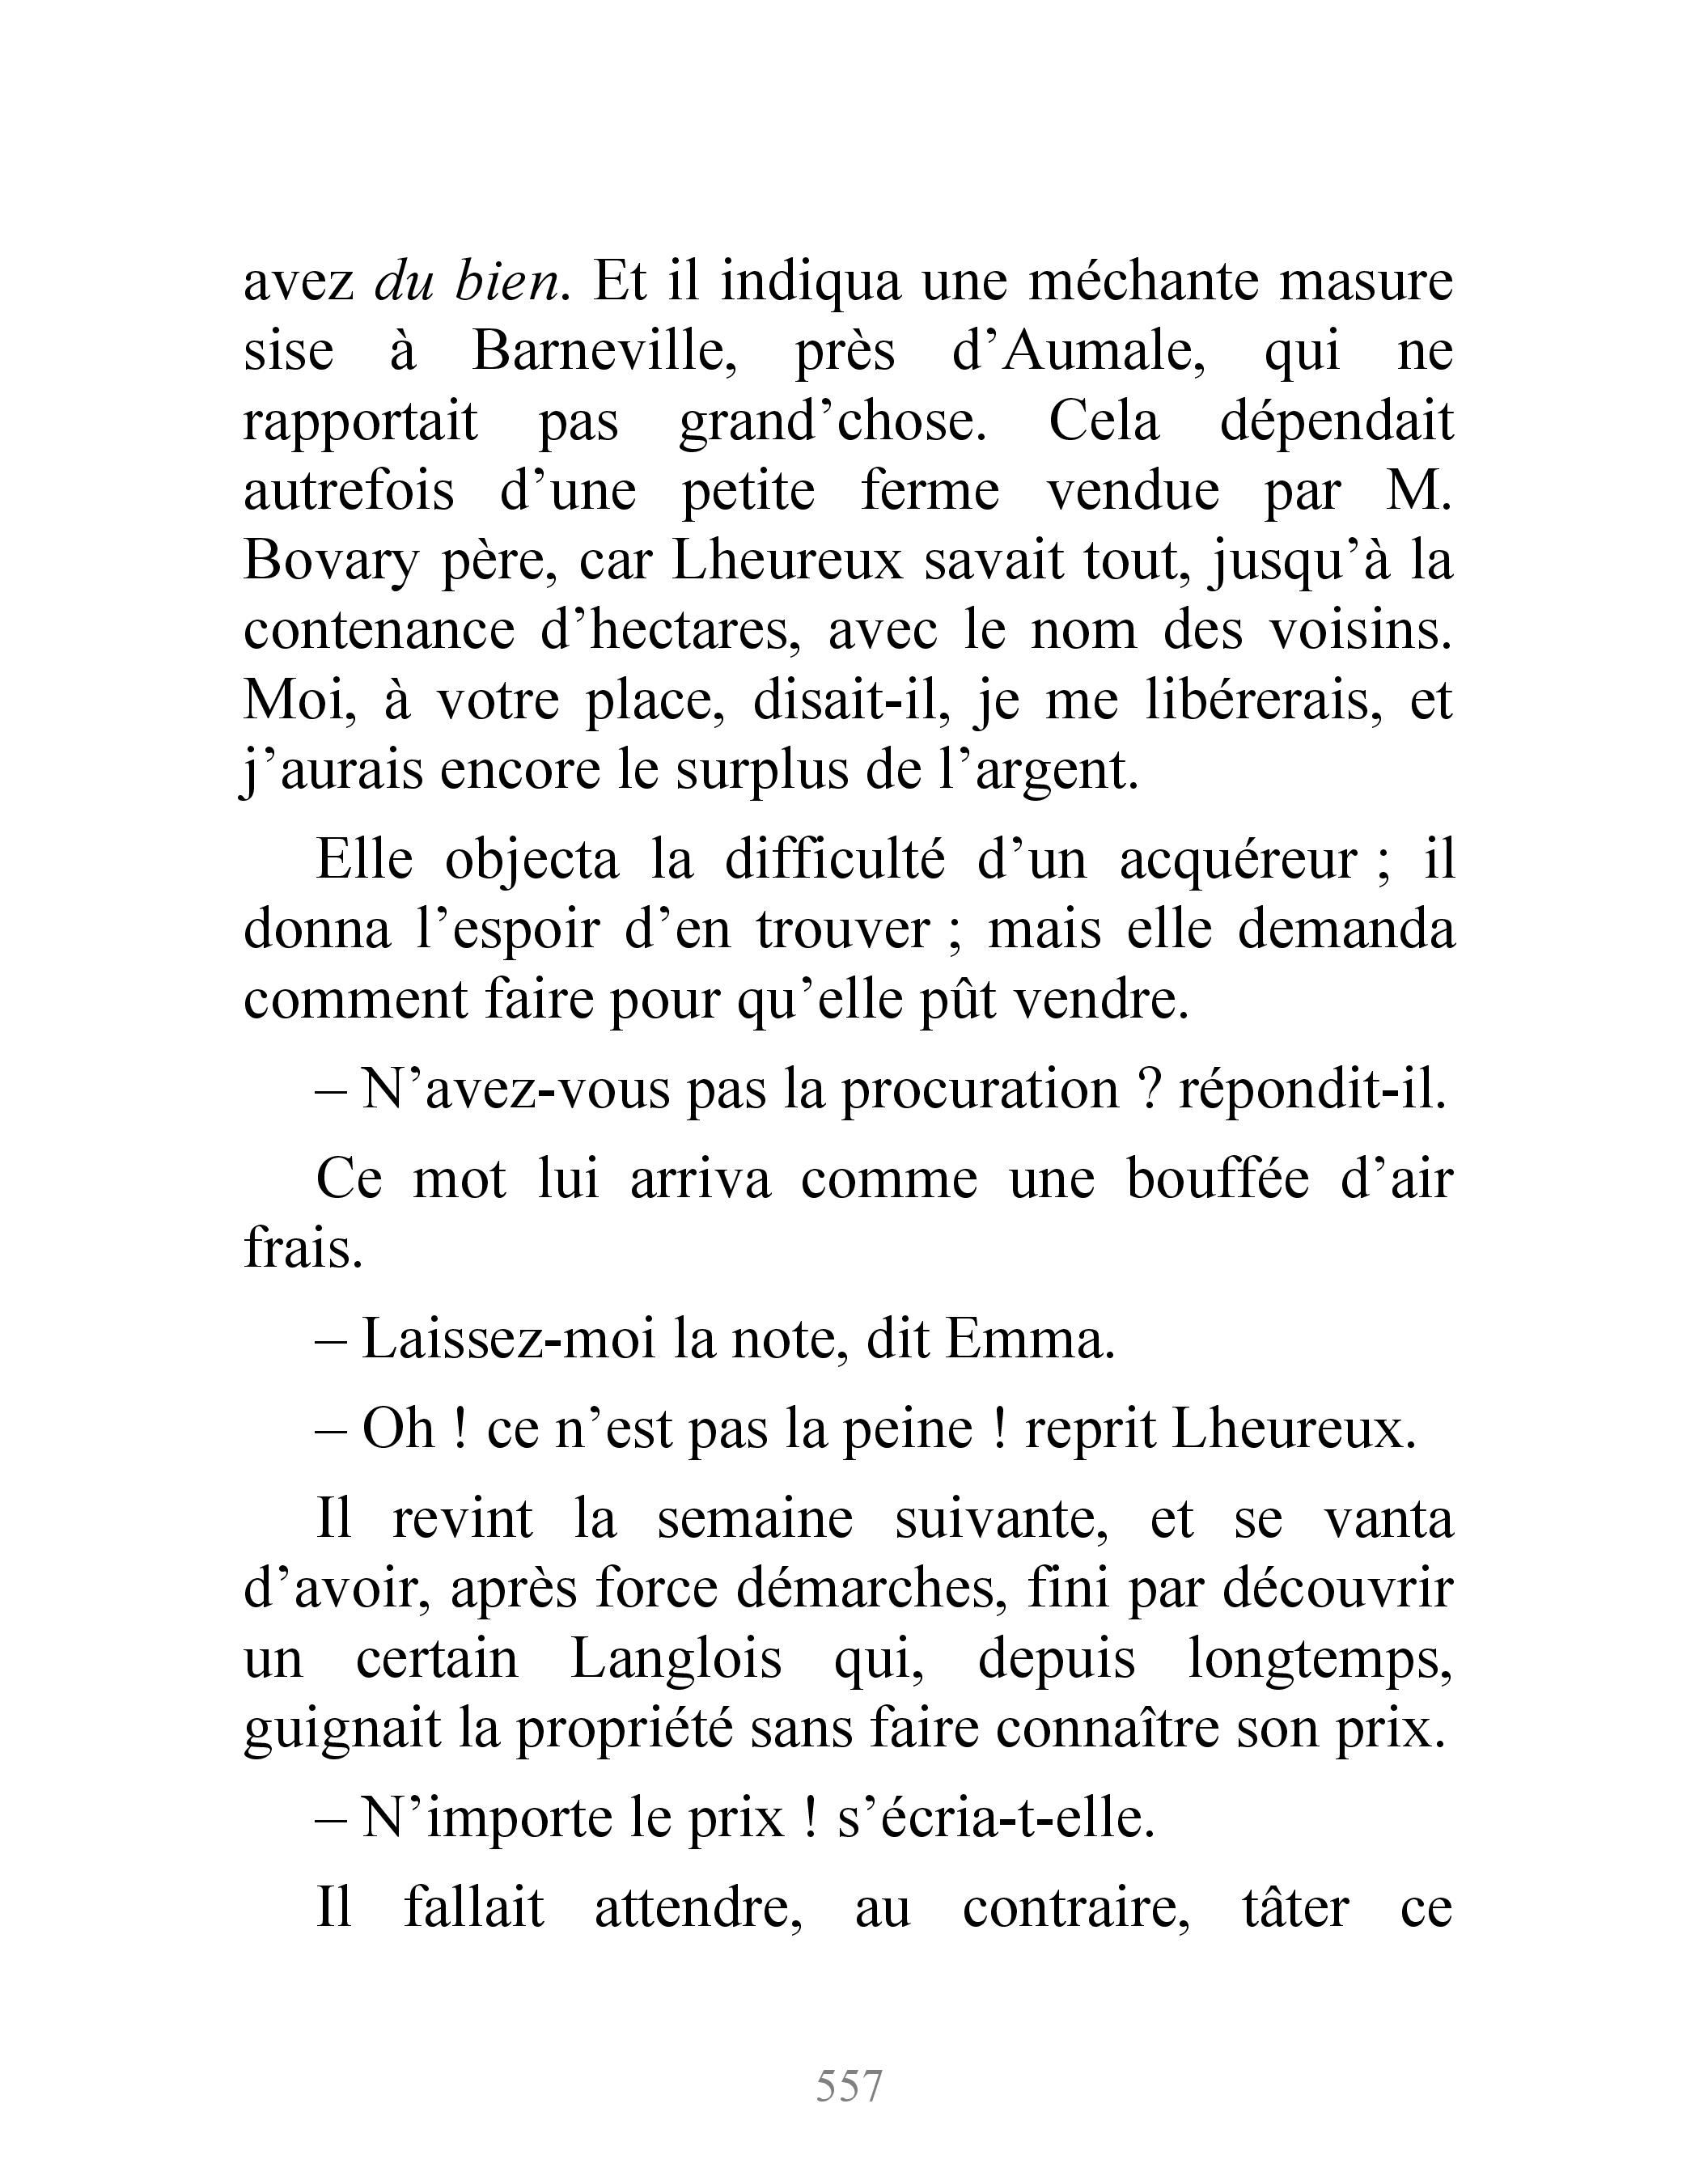 avez du bien. Et il indiqua une méchante masure
sise à Barneville, près d’Aumale, qui ne
rapportait pas grand’chose. Cela dépendait
autrefois d’une petite ferme vendue par M.
Bovary père, car Lheureux savait tout, jusqu’à la
contenance d’hectares, avec le nom des voisins.
Moi, à votre place, disait-il, je me libérerais, et
j’aurais encore le surplus de l’argent.
Elle objecta la difficulté d’un acquéreur ; il
donna l’espoir d’en trouver ; mais elle demanda
comment faire pour qu’elle pût vendre.
– N’avez-vous pas la procuration ? répondit-il.
Ce mot lui arriva comme une bouffée d’air
frais.
– Laissez-moi la note, dit Emma.
– Oh ! ce n’est pas la peine ! reprit Lheureux.
Il revint la semaine suivante, et se vanta
d’avoir, après force démarches, fini par découvrir
un certain Langlois qui, depuis longtemps,
guignait la propriété sans faire connaître son prix.
– N’importe le prix ! s’écria-t-elle.
Il fallait attendre, au contraire, tâter ce
557